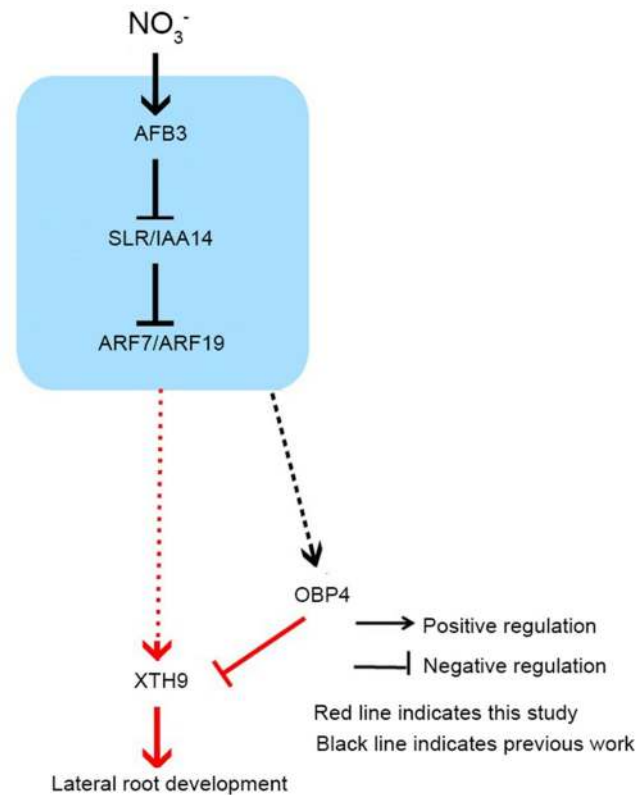 NO3-
AFB3
SLR/IAA14
ARF7/ARF19
OBP4
XTH9
Lateral root development
Positive regulation
Negative regulation
Red line indicates this study
Black line indicates previous work